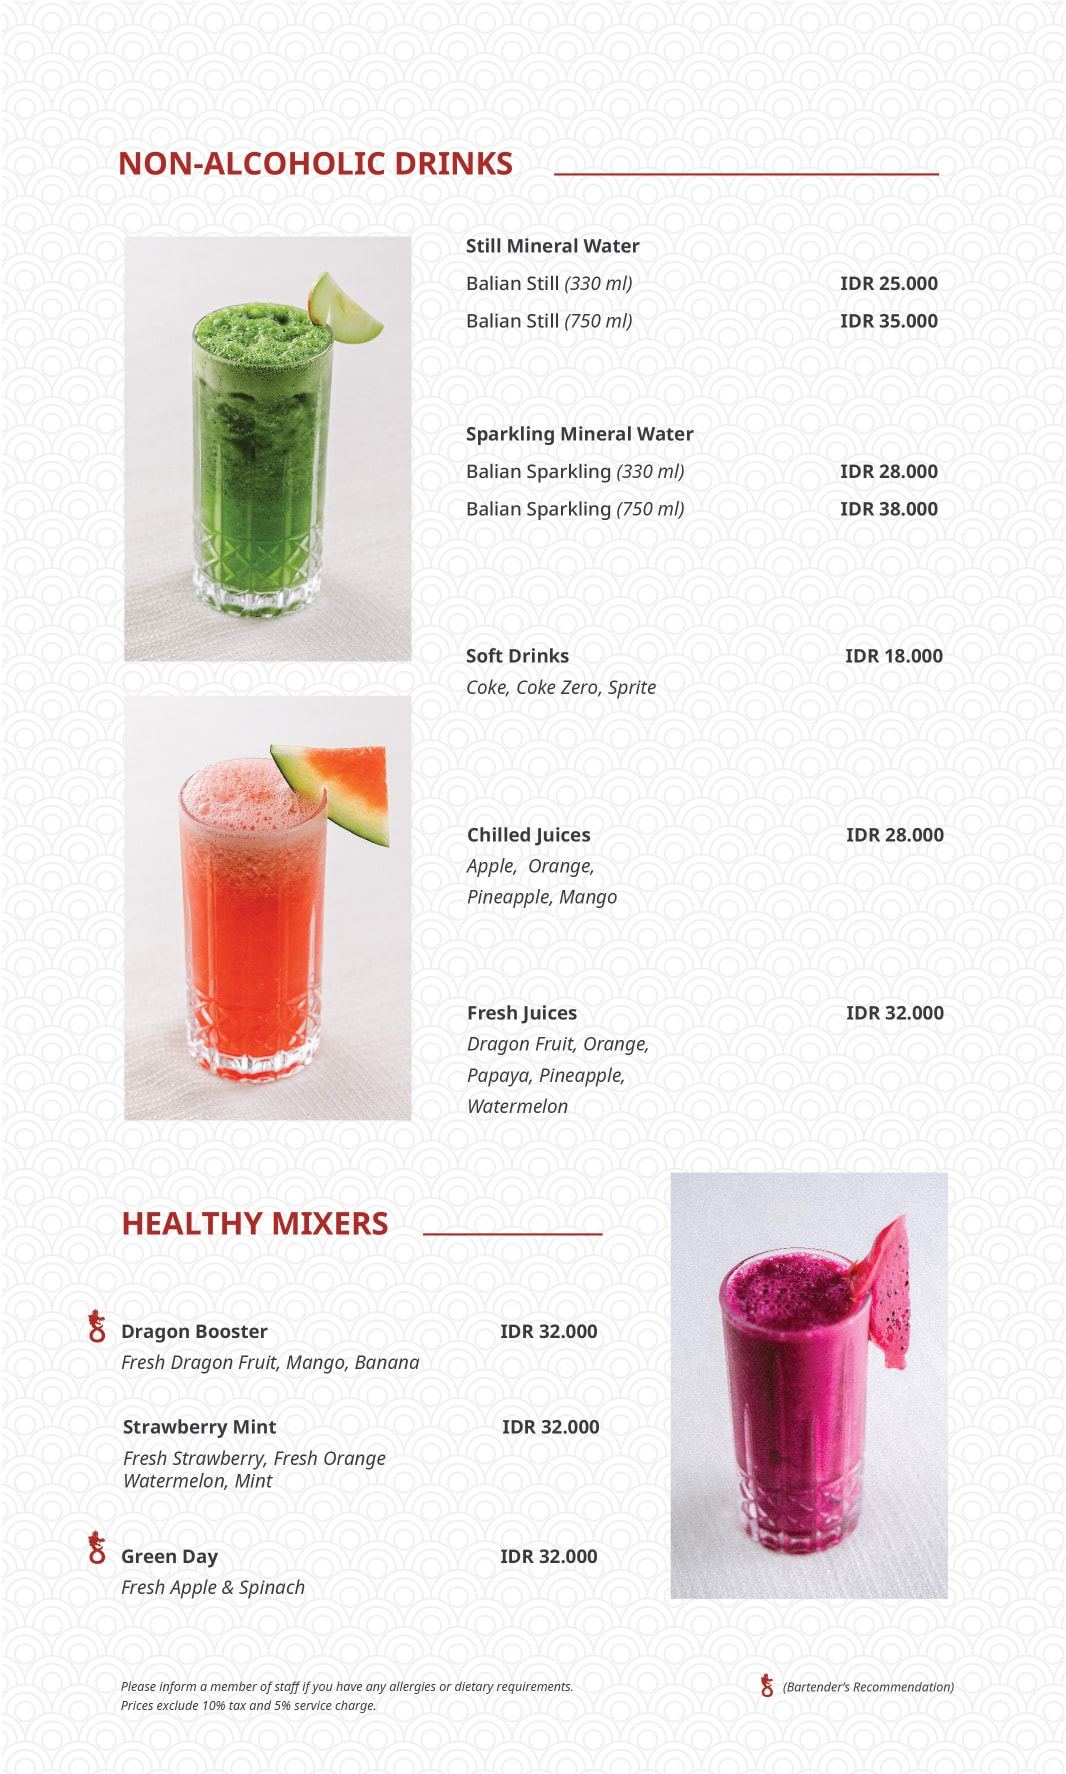 NON-ALCOHOLIC DRINKS
Still Mineral Water
Balian Still (330 ml) IDR 25.000
Balian Still (750 ml) IDR 35.000
Sparkling Mineral Water
Balian Sparkling (330 ml) IDR 28.000
Balian Sparkling (750 ml) IDR 38.000
Soft Drinks IDR 18.000
Coke, Coke Zero, Sprite
Chilled Juices IDR 28.000
Apple, Orange,
Pineapple, Mango
Fresh Juices IDR 32.000
Dragon Fruit, Orange,
Papaya, Pineapple,
Watermelon
HEALTHY MIXERS
Dragon Booster IDR 32.000
Fresh Dragon Fruit, Mango, Banana
Strawberry Mint IDR 32.000
Fresh Strawberry, Fresh Orange
Watermelon, Mint
Green Day IDR 32.000
Fresh Apple & Spinach
Please inform a member of staff if you have any allergies or dietary requirements.
Prices exclude 10% tax and 5% service charge.
(Bartender's Recommendation)